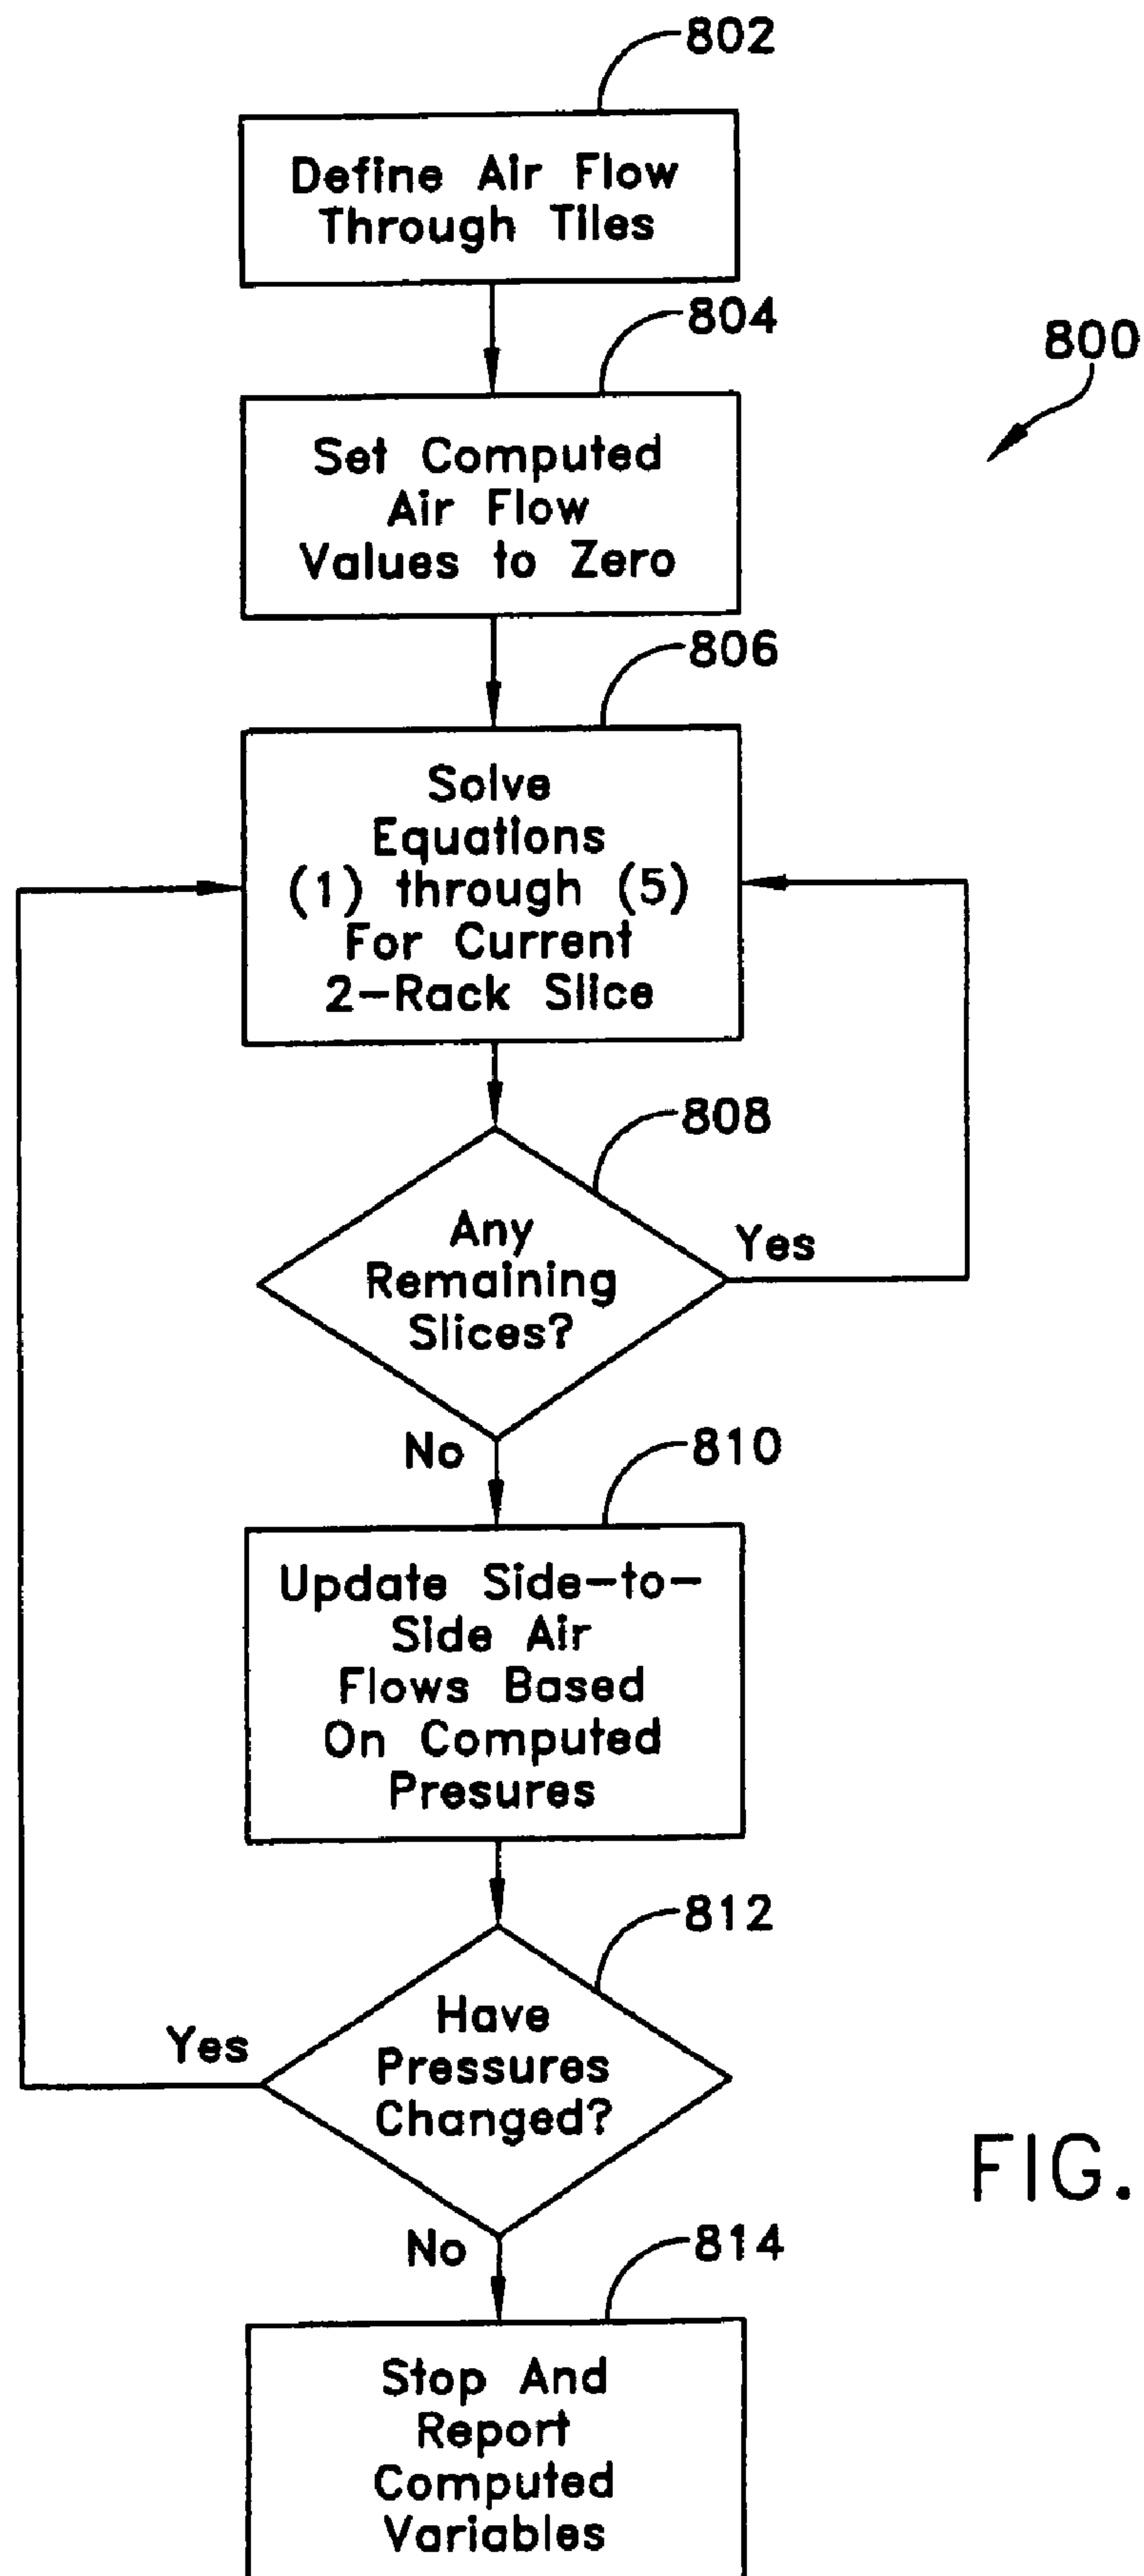 802
Define Air Flow
Through Tiles
804
800
Set Computed
Air Flow
Values to Zero
806
Solve
Equations
(1) through (5)
For Current
2-Rack Slice
808
Any
Remaining
Slices?
Yes
No
810
Update Side-to-
Side Air
Flows Based
On Computed
Presures
812
Have
Pressures
Changed?
Yes
No
FIG.
814
Stop And
Report
Computed
Variables